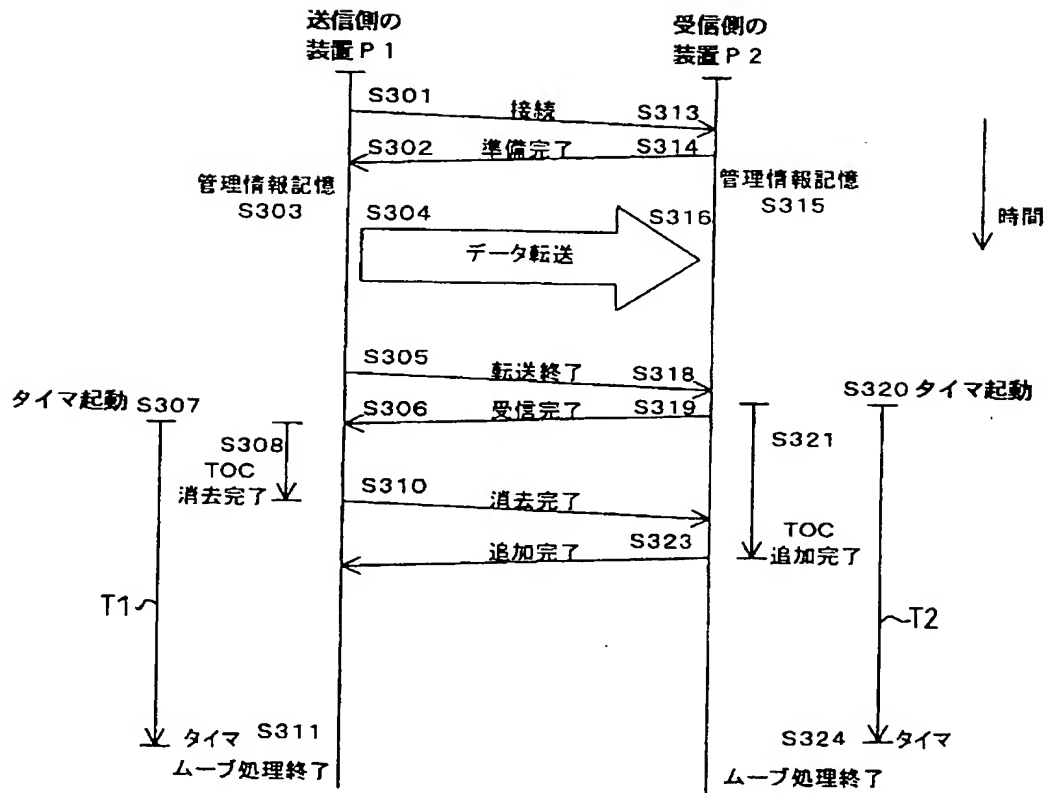 送信側の
装置P1
受信側の
装置P2
S301
接続
S313
S302
準備完了
S314
管理情報記憶
S303
管理情報記憶
S315
時間
S304
S316
データ転送
S305
転送終了
S318
タイマ起動 S307
S306
受信完了
S319
S320 タイマ起動
S308
TOC
消去完了
S321
S310
消去完了
TOC
追加完了
追加完了
S323
T1
T2
タイマ
S311
ムーブ処理終了
S324
タイマ
ムーブ処理終了